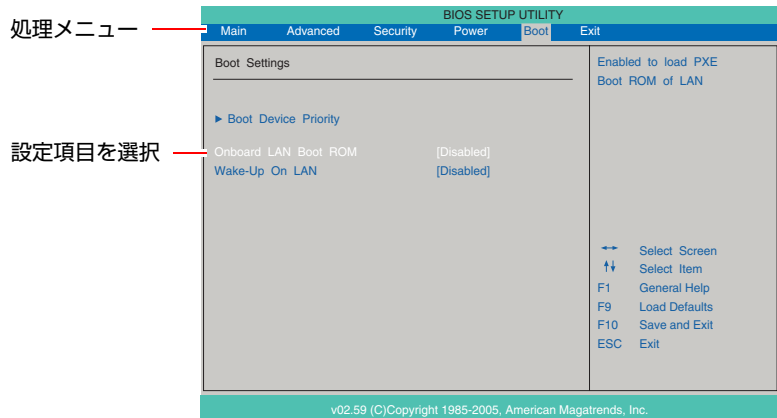 BIOS SETUP UTILITY
処理メニュー
Main Advanced Security Power Boot Exit
Boot Settings
Enabled to load PXE
Boot ROM of LAN
▶ Boot Device Priority
設定項目を選択
Onboard LAN Boot ROM [Disabled]
Wake-Up On LAN [Disabled]
←→ Select Screen
↑↓ Select Item
F1 General Help
F9 Load Defaults
F10 Save and Exit
ESC Exit
v02.59 (C)Copyright 1985-2005, American Magatrends, Inc.